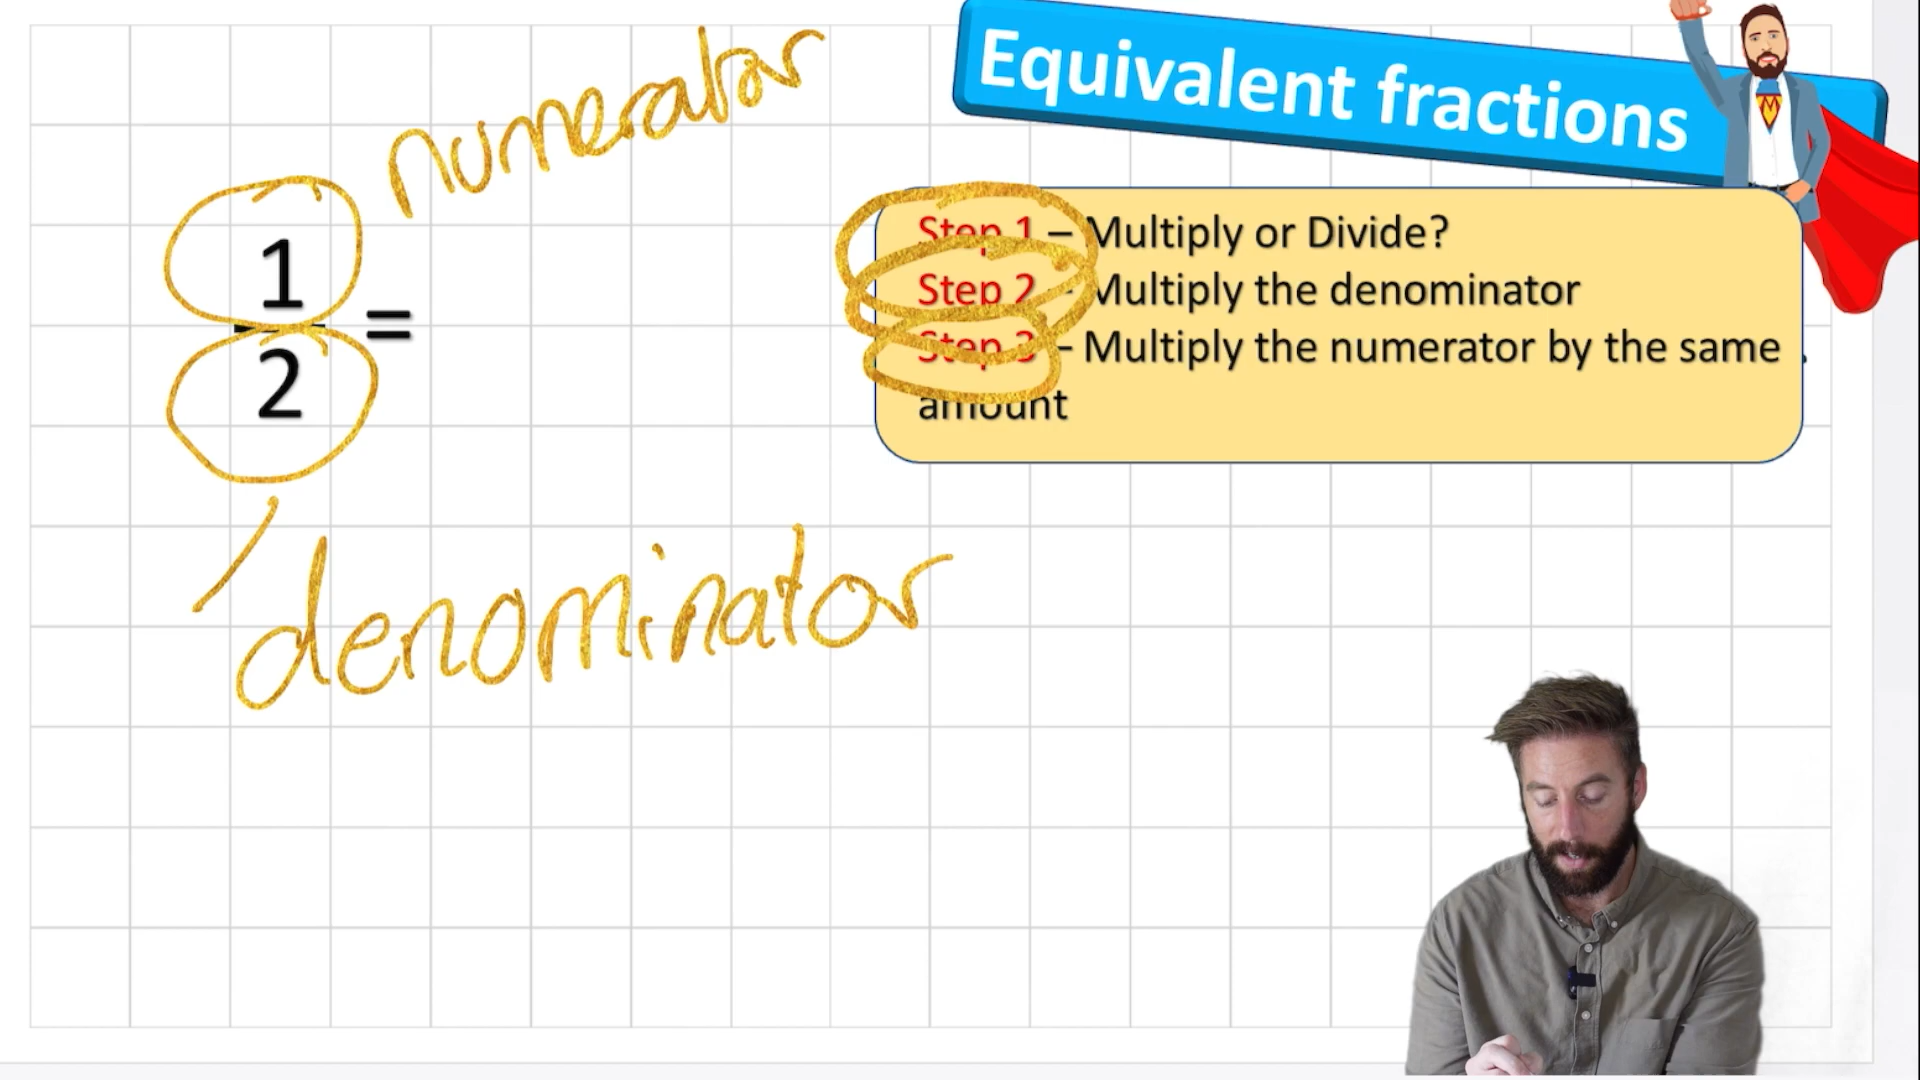 Equivalent fractions
numerator
1
2
=
Step 1 – Multiply or Divide?
Step 2 – Multiply the denominator
Step 3 – Multiply the numerator by the same
amount
denominator
M